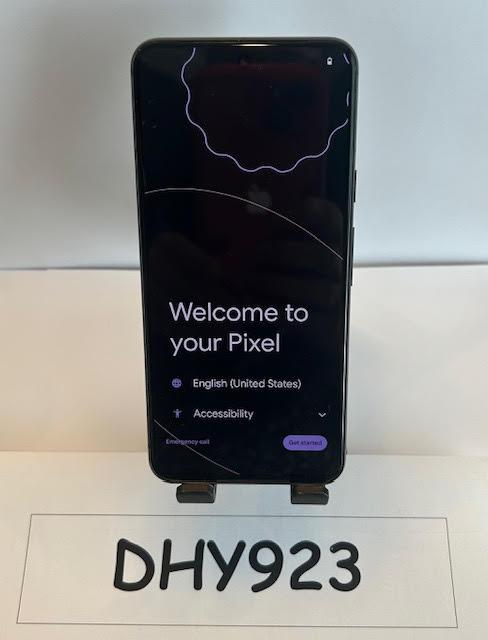 Welcome to
your Pixel
English (United States)
Accessibility
Emergency call Get started
DHY923